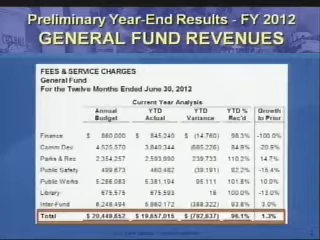 Preliminary Year-End Results - FY 2012
GENERAL FUND REVENUES
FEES & SERVICE CHARGES
General Fund
For the Twelve Months Ended June 30, 2012
Current Year Analysis
Annual Budget YTD Actual YTD Variance YTD % Rec'd Growth to Prior
Finance $ 860,000 $ 845,240 $ (14,760) 98.3% -100.0%
Comm Dev 4,525,570 3,840,344 (685,226) 84.9% -20.8%
Parks & Rec 2,354,257 2,593,990 239,733 110.2% 14.7%
Public Safety 499,673 460,482 (39,191) 92.2% -15.4%
Public Works 5,286,083 5,381,194 95,111 101.8% 10.0%
Library 675,575 675,593 18 100.0% -13.0%
Inter-Fund 6,248,494 5,860,172 (388,322) 93.8% 3.0%
Total $ 20,449,652 $ 19,657,015 $ (792,637) 96.1% 1.3%